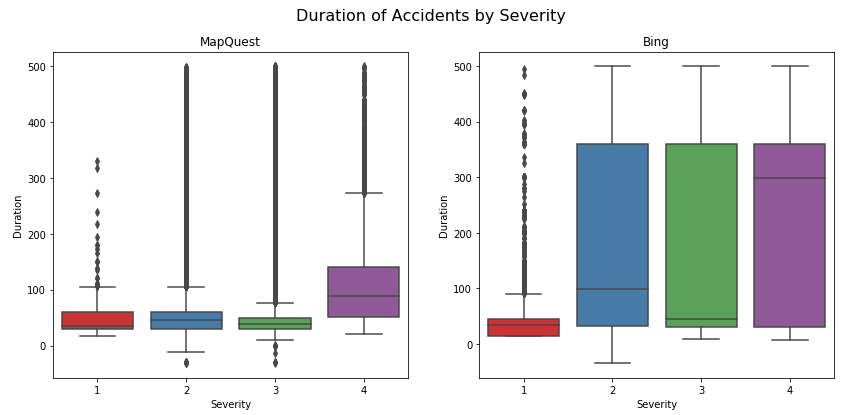 Duration of Accidents by Severity
MapQuest
Bing
500
400
300
200
100
0
Duration
1 2 3 4
Severity
500
400
300
200
100
0
Duration
1 2 3 4
Severity